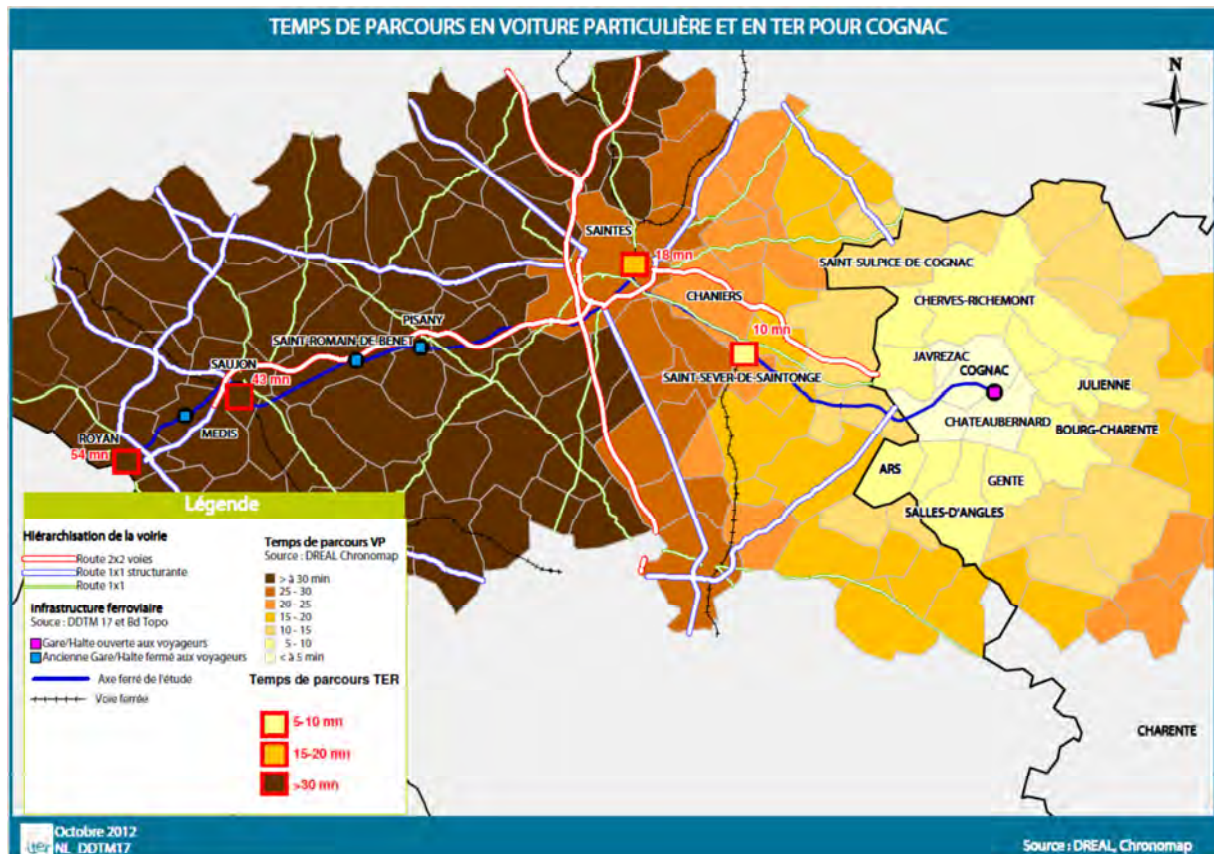 TEMPS DE PARCOURS EN VOITURE PARTICULIÈRE ET EN TER POUR COGNAC
N
SAINTES
18 mn
SAINT SULPICE DE COGNAC
CHERVES-RICHEMONT
CHANIERS
10 mn
PISANY
SAINT-ROMAIN-DE-BENET
SAUJON
43 mn
JAVREZAC
COGNAC
SAINT-SEVER-DE-SAINTONGE
JULIENNE
CHATEAUBERNARD
BOURG-CHARENTE
MEDIS
ROYAN
54 mn
ARS
GENTE
SALLES-D'ANGLES
CHARENTE
Légende
Hiérarchisation de la voirie
Route 2x2 voies
Route 1x1 structurante
Route 1x1
Infrastructure ferroviaire
Souce : DDTM 17 et Bd Topo
Gare/Halte ouverte aux voyageurs
Ancienne Gare/Halte fermé aux voyageurs
Axe ferré de l'étude
Voie ferrée
Temps de parcours VP
Source : DREAL Chronomap
> à 30 min
25 - 30
20 - 25
15 - 20
10 - 15
5 - 10
< à 5 min
Temps de parcours TER
5-10 mn
15-20 mn
>30 mn
iter
Octobre 2012
NL_DDTM17
Source : DREAL, Chronomap